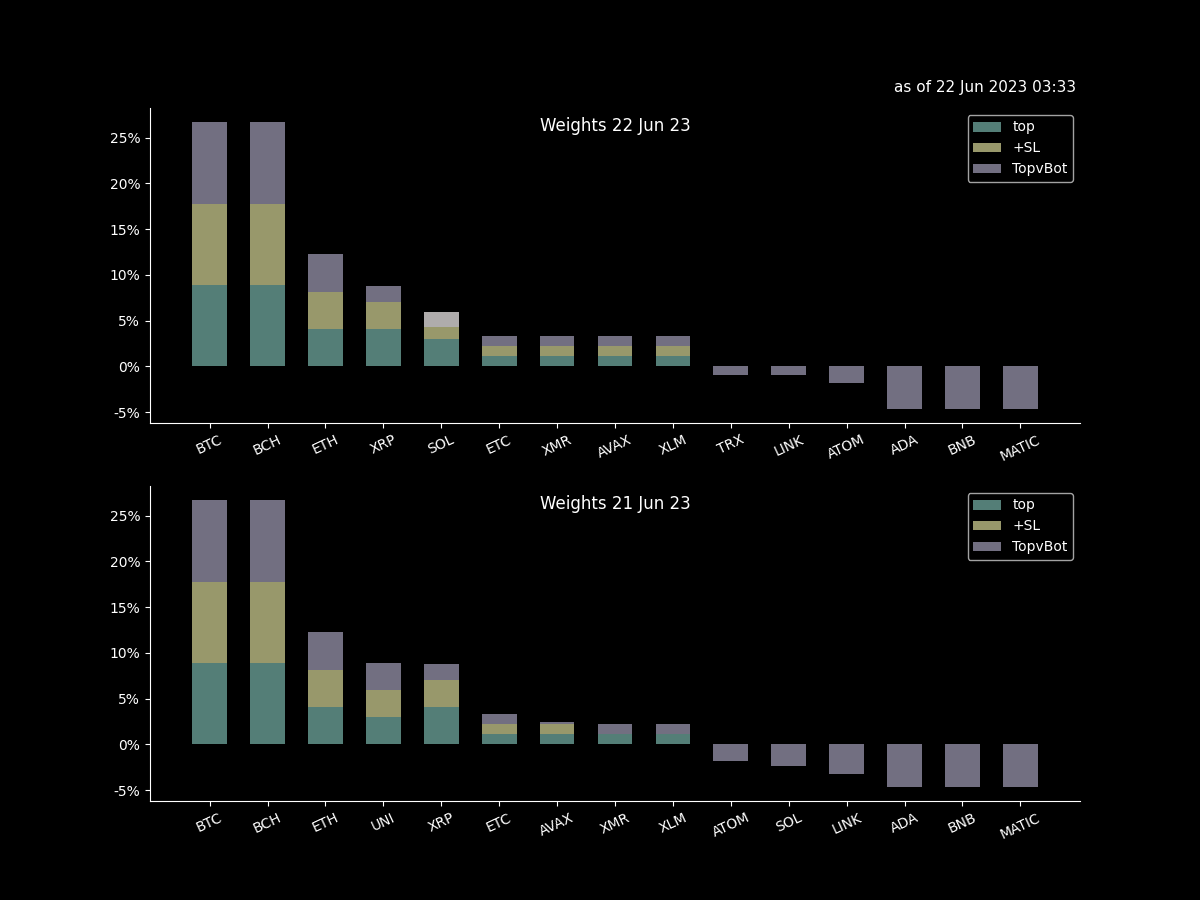 as of 22 Jun 2023 03:33
Weights 22 Jun 23
top
+SL
TopvBot
25%
20%
15%
10%
5%
0%
-5%
BTC BCH ETH XRP SOL ETC XMR AVAX XLM TRX LINK ATOM ADA BNB MATIC
Weights 21 Jun 23
top
+SL
TopvBot
25%
20%
15%
10%
5%
0%
-5%
BTC BCH ETH UNI XRP ETC AVAX XMR XLM ATOM SOL LINK ADA BNB MATIC